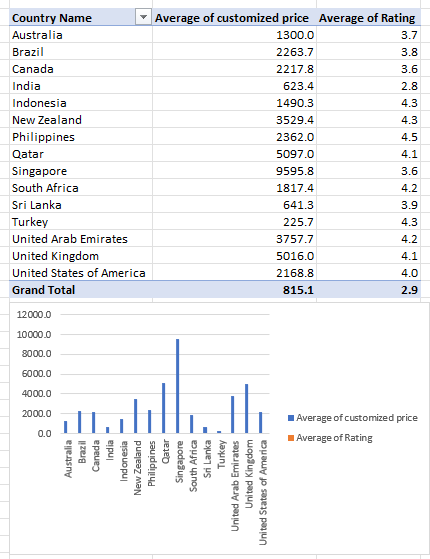 Country Name Average of customized price Average of Rating
Australia 1300.0 3.7
Brazil 2263.7 3.8
Canada 2217.8 3.6
India 623.4 2.8
Indonesia 1490.3 4.3
New Zealand 3529.4 4.3
Philippines 2362.0 4.5
Qatar 5097.0 4.1
Singapore 9595.8 3.6
South Africa 1817.4 4.2
Sri Lanka 641.3 3.9
Turkey 225.7 4.3
United Arab Emirates 3757.7 4.2
United Kingdom 5016.0 4.1
United States of America 2168.8 4.0
Grand Total 815.1 2.9
12000.0
10000.0
8000.0
6000.0
4000.0
2000.0
0.0
Australia
Brazil
Canada
India
Indonesia
New Zealand
Philippines
Qatar
Singapore
South Africa
Sri Lanka
Turkey
United Arab Emirates
United Kingdom
United States of America
Average of customized price
Average of Rating